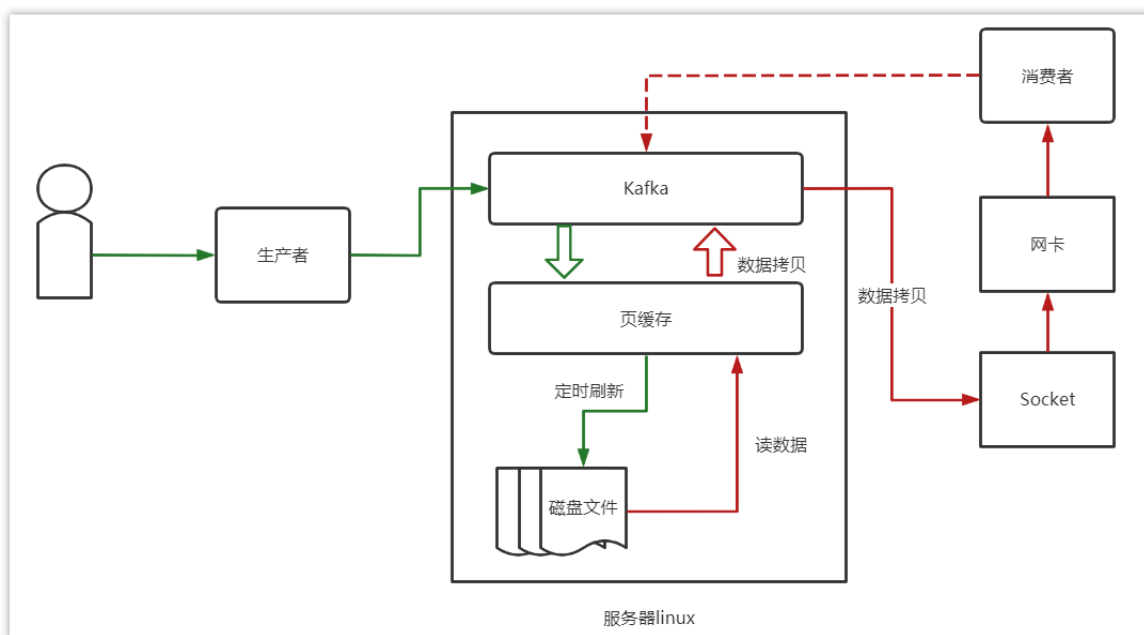 消费者
Kafka
网卡
生产者
数据拷贝
数据拷贝
页缓存
定时刷新
Socket
读数据
磁盘文件
服务器linux